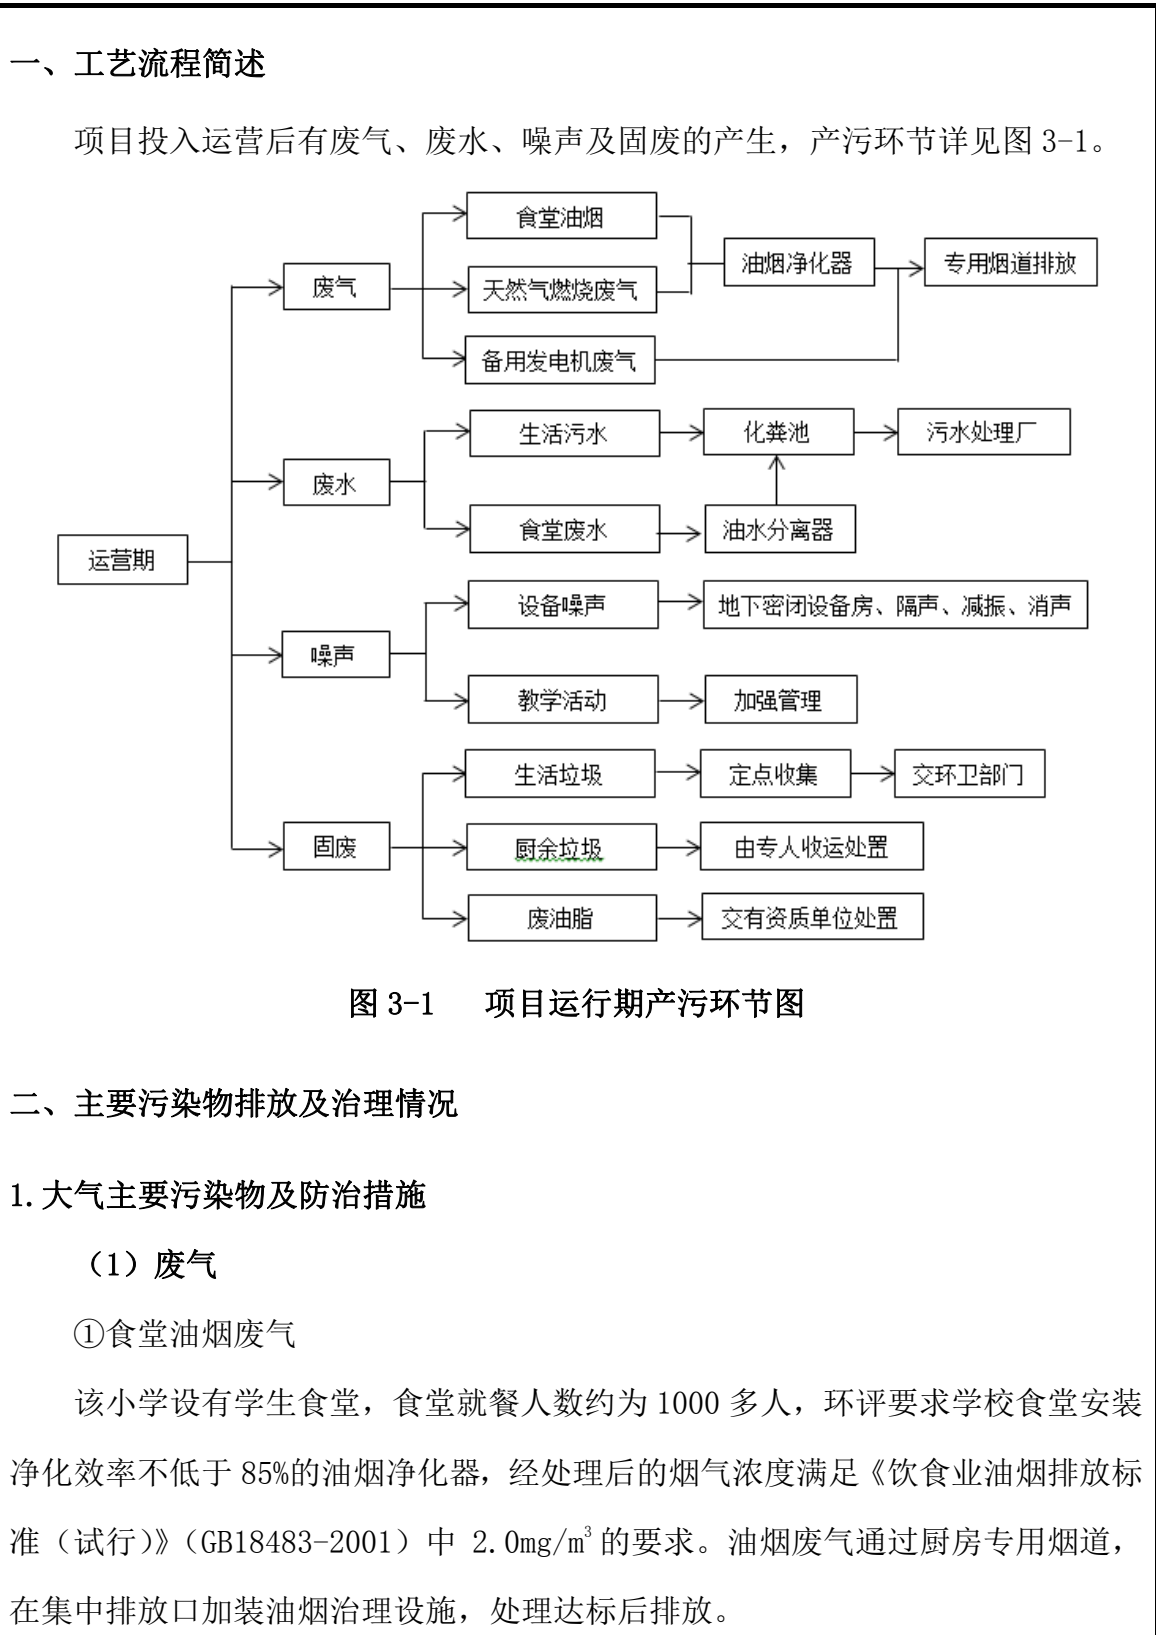 一、工艺流程简述
项目投入运营后有废气、废水、噪声及固废的产生，产污环节详见图 3-1。
食堂油烟
油烟净化器
专用烟道排放
废气
天然气燃烧废气
备用发电机废气
生活污水
化粪池
污水处理厂
废水
食堂废水
油水分离器
运营期
设备噪声
地下密闭设备房、隔声、减振、消声
噪声
教学活动
加强管理
生活垃圾
定点收集
交环卫部门
固废
厨余垃圾
由专人收运处置
废油脂
交有资质单位处置
图 3-1 项目运行期产污环节图
二、主要污染物排放及治理情况
1.大气主要污染物及防治措施
（1）废气
①食堂油烟废气
该小学设有学生食堂，食堂就餐人数约为 1000 多人，环评要求学校食堂安装
净化效率不低于 85%的油烟净化器，经处理后的烟气浓度满足《饮食业油烟排放标
准（试行）》（GB18483-2001）中 2.0mg/m³ 的要求。油烟废气通过厨房专用烟道，
在集中排放口加装油烟治理设施，处理达标后排放。